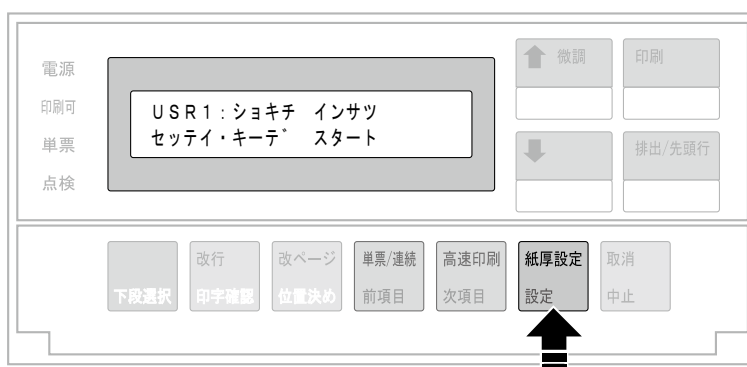 電源
印刷可
単票
点検
USR1：ショキチ　インサツ
セッテイ・キーデ　スタート
微調
印刷
排出/先頭行
下段選択
改行
印字確認
改ページ
位置決め
単票/連続
前項目
高速印刷
次項目
紙厚設定
設定
取消
中止